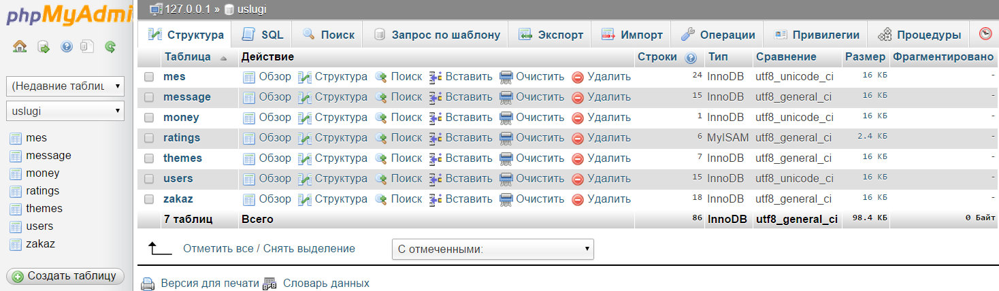 phpMyAdmi
127.0.0.1 » uslugi
Структура SQL Поиск Запрос по шаблону Экспорт Импорт Операции Привилегии Процедуры
(Недавние таблиц
uslugi
mes
message
money
ratings
themes
users
zakaz
Создать таблицу
Таблица Действие Строки Тип Сравнение Размер Фрагментировано
mes Обзор Структура Поиск Вставить Очистить Удалить 24 InnoDB utf8_unicode_ci 16 КБ -
message Обзор Структура Поиск Вставить Очистить Удалить 15 InnoDB utf8_general_ci 16 КБ -
money Обзор Структура Поиск Вставить Очистить Удалить 1 InnoDB utf8_unicode_ci 16 КБ -
ratings Обзор Структура Поиск Вставить Очистить Удалить 6 MyISAM utf8_general_ci 2.4 КБ -
themes Обзор Структура Поиск Вставить Очистить Удалить 7 InnoDB utf8_general_ci 16 КБ -
users Обзор Структура Поиск Вставить Очистить Удалить 15 InnoDB utf8_unicode_ci 16 КБ -
zakaz Обзор Структура Поиск Вставить Очистить Удалить 18 InnoDB utf8_general_ci 16 КБ -
7 таблиц Всего 86 InnoDB utf8_general_ci 98.4 КБ 0 Байт
Отметить все / Снять выделение С отмеченными:
Версия для печати Словарь данных